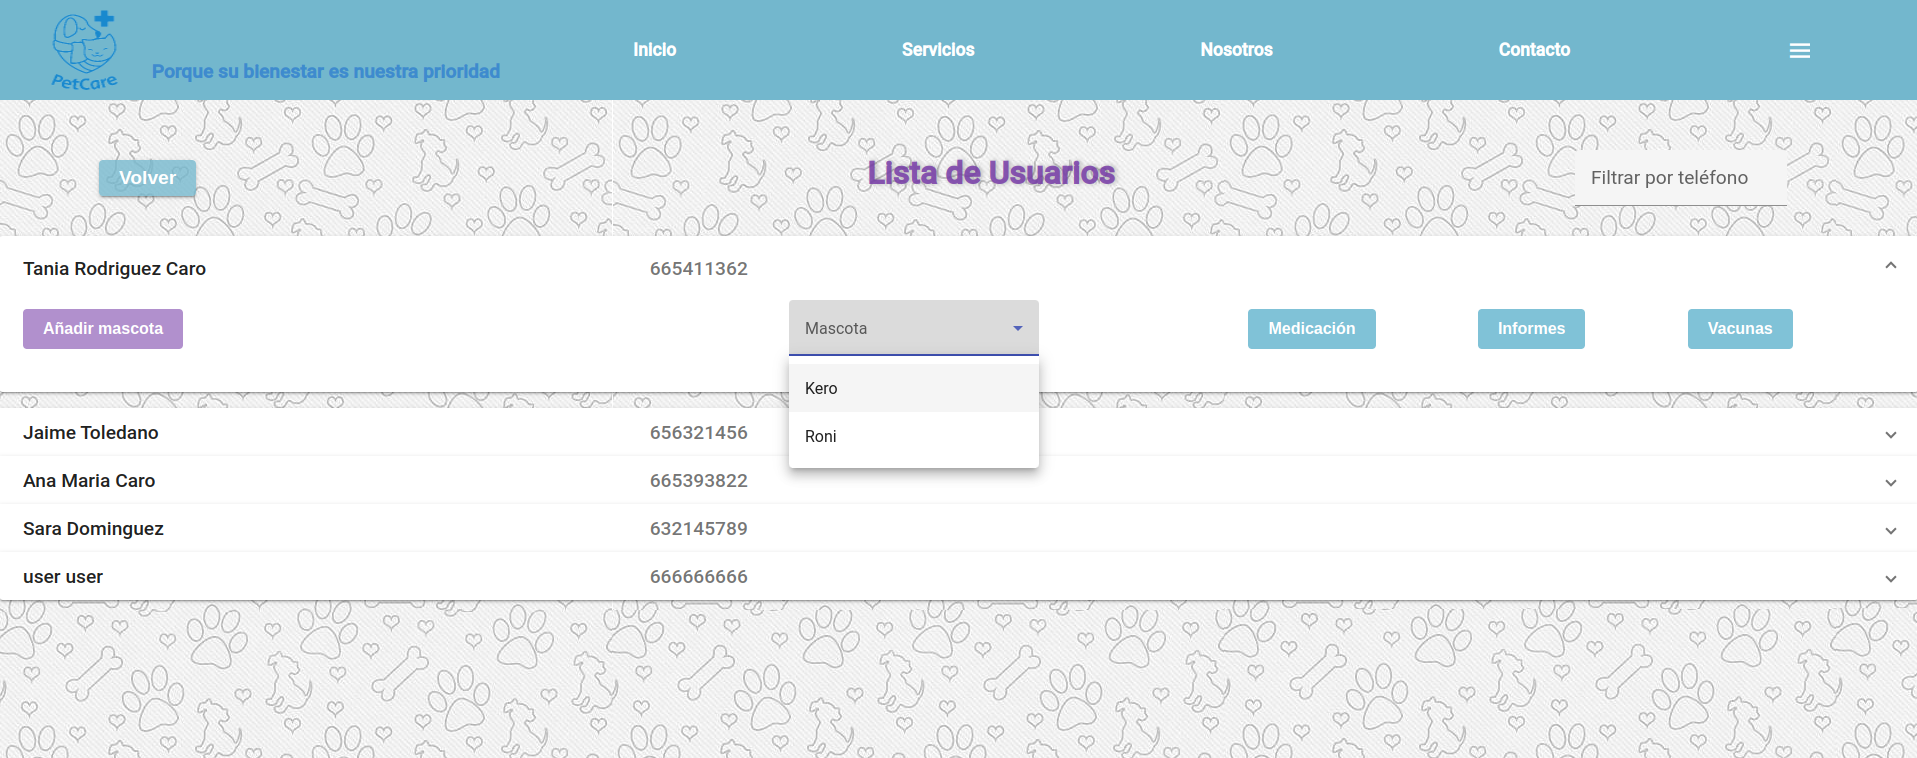 PetCare
Porque su bienestar es nuestra prioridad
Inicio
Servicios
Nosotros
Contacto
Volver
Lista de Usuarios
Filtrar por teléfono
Tania Rodriguez Caro 665411362
Añadir mascota
Mascota
Medicación
Informes
Vacunas
Kero
Roni
Jaime Toledano 656321456
Ana Maria Caro 665393822
Sara Dominguez 632145789
user user 666666666